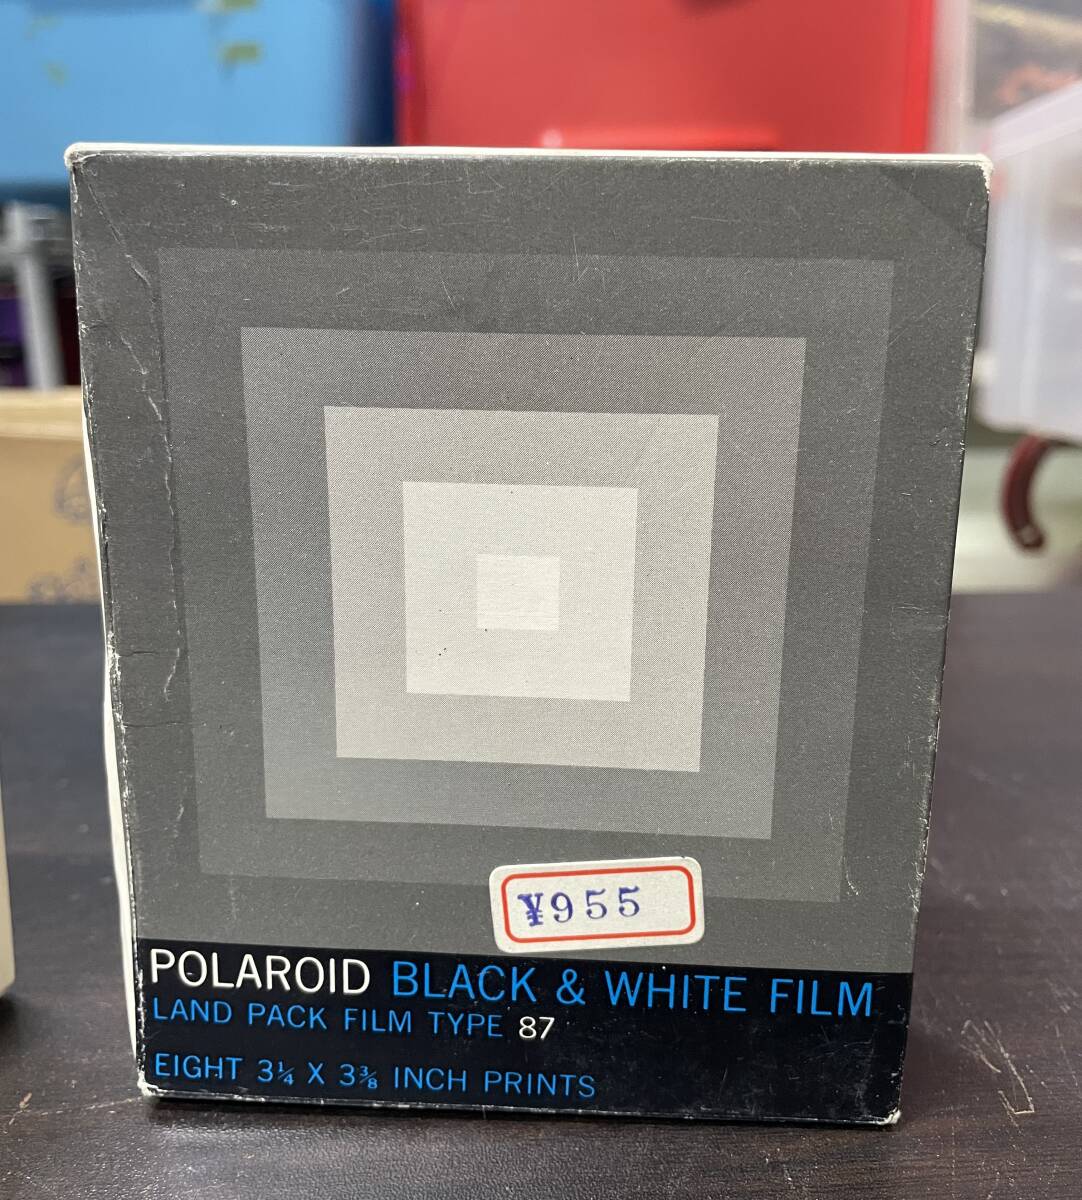 ¥955
POLAROID BLACK & WHITE FILM
LAND PACK FILM TYPE 87
EIGHT 3¼ X 3⅜ INCH PRINTS